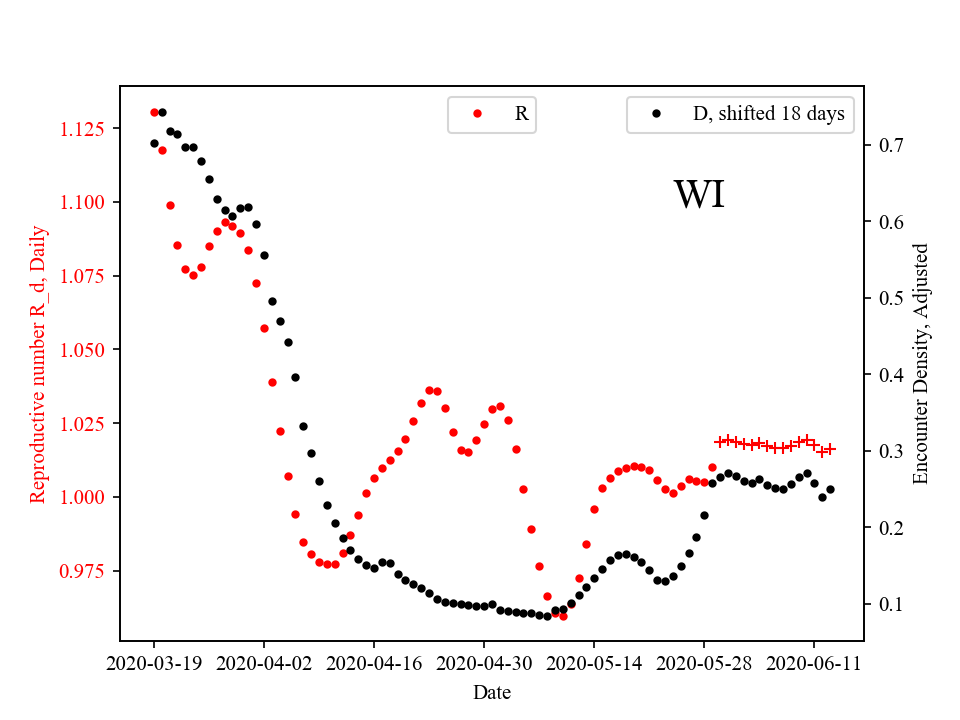 R
D, shifted 18 days
WI
Reproductive number R_d, Daily
1.125
1.100
1.075
1.050
1.025
1.000
0.975
0.7
0.6
0.5
0.4
0.3
0.2
0.1
Encounter Density, Adjusted
2020-03-19 2020-04-02 2020-04-16 2020-04-30 2020-05-14 2020-05-28 2020-06-11
Date